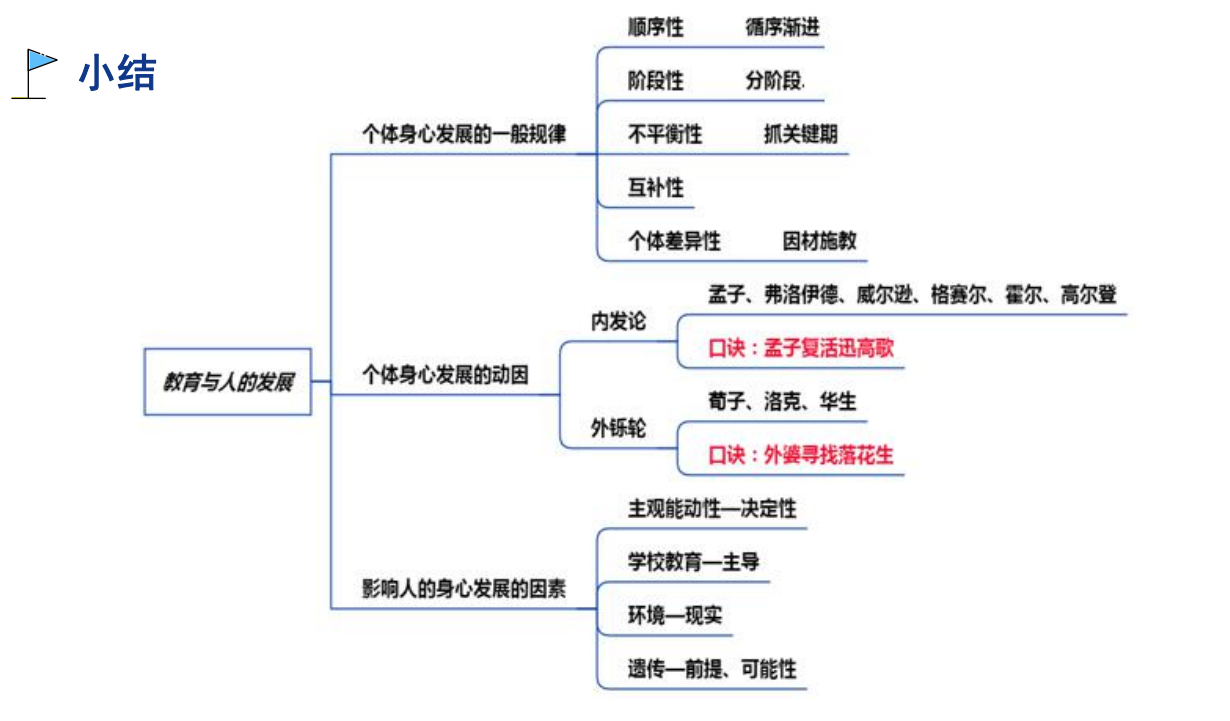 小结
教育与人的发展
个体身心发展的一般规律
顺序性 循序渐进
阶段性 分阶段.
不平衡性 抓关键期
互补性
个体差异性 因材施教
个体身心发展的动因
内发论
孟子、弗洛伊德、威尔逊、格赛尔、霍尔、高尔登
口诀：孟子复活迅高歌
外铄轮
荀子、洛克、华生
口诀：外婆寻找落花生
影响人的身心发展的因素
主观能动性—决定性
学校教育—主导
环境—现实
遗传—前提、可能性